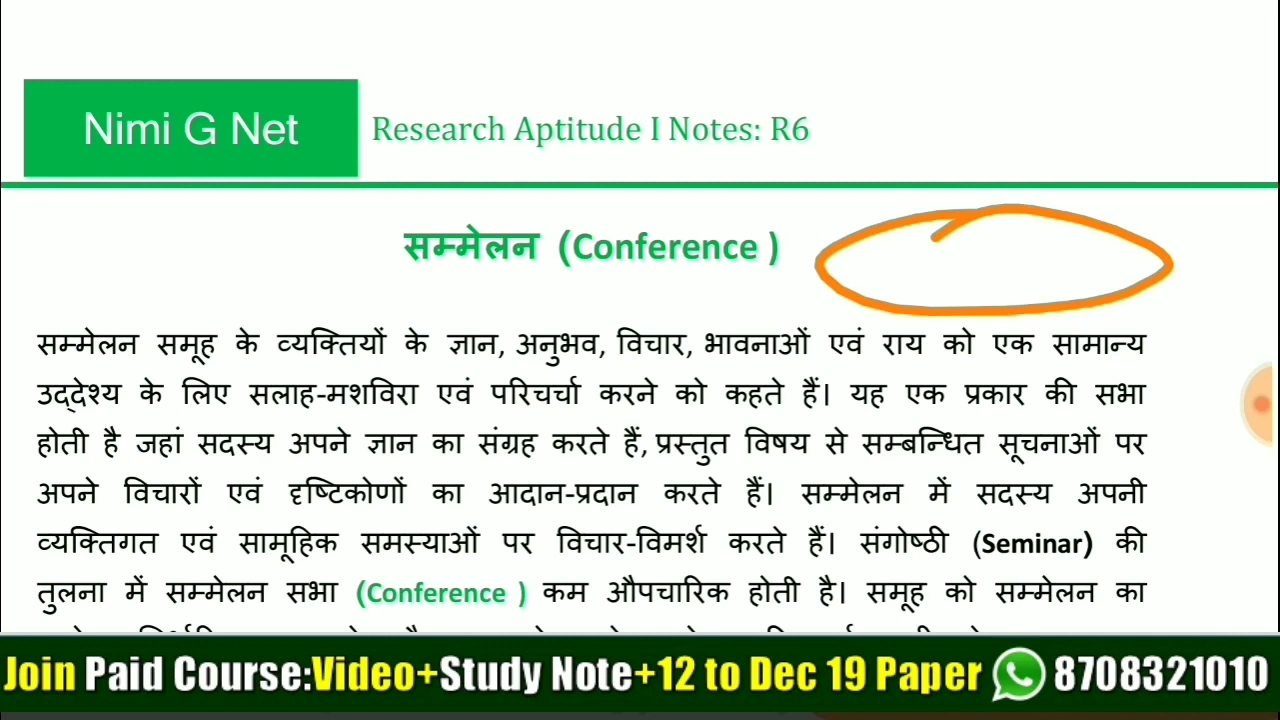 Nimi G Net
Research Aptitude I Notes: R6
सम्मेलन (Conference )
सम्मेलन समूह के व्यक्तियों के ज्ञान, अनुभव, विचार, भावनाओं एवं राय को एक सामान्य
उद्देश्य के लिए सलाह-मशविरा एवं परिचर्चा करने को कहते हैं। यह एक प्रकार की सभा
होती है जहां सदस्य अपने ज्ञान का संग्रह करते हैं, प्रस्तुत विषय से सम्बन्धित सूचनाओं पर
अपने विचारों एवं दृष्टिकोणों का आदान-प्रदान करते हैं। सम्मेलन में सदस्य अपनी
व्यक्तिगत एवं सामूहिक समस्याओं पर विचार-विमर्श करते हैं। संगोष्ठी (Seminar) की
तुलना में सम्मेलन सभा (Conference ) कम औपचारिक होती है। समूह को सम्मेलन का
Join Paid Course:Video+Study Note+12 to Dec 19 Paper 8708321010